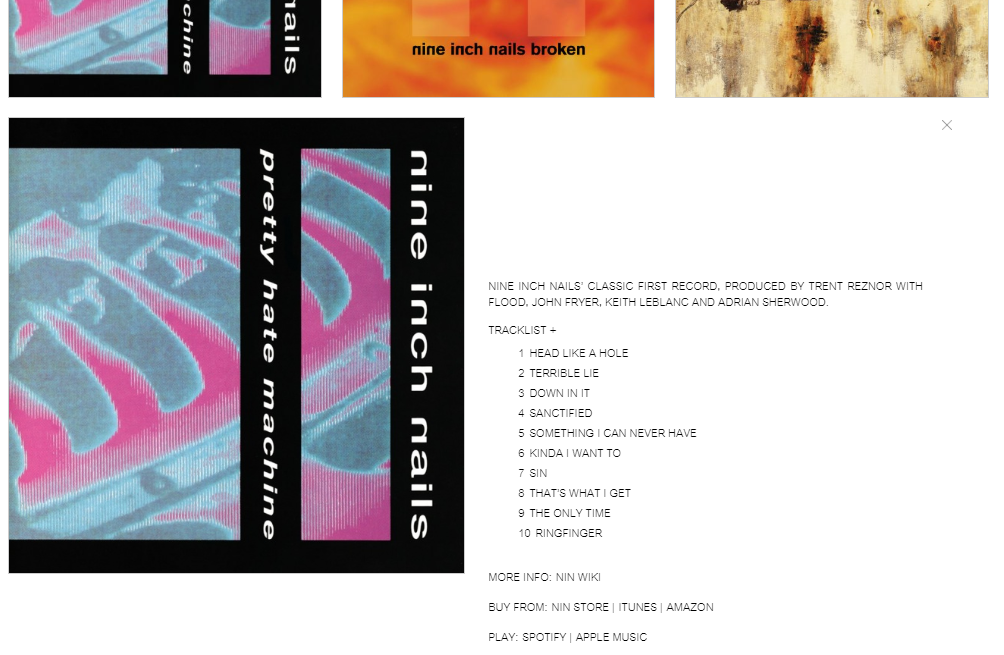 nails
achine
nine inch nails broken
nine inch nails
pretty hate machine
NINE INCH NAILS' CLASSIC FIRST RECORD, PRODUCED BY TRENT REZNOR WITH
FLOOD, JOHN FRYER, KEITH LEBLANC AND ADRIAN SHERWOOD.
TRACKLIST +
1 HEAD LIKE A HOLE
2 TERRIBLE LIE
3 DOWN IN IT
4 SANCTIFIED
5 SOMETHING I CAN NEVER HAVE
6 KINDA I WANT TO
7 SIN
8 THAT'S WHAT I GET
9 THE ONLY TIME
10 RINGFINGER
MORE INFO: NIN WIKI
BUY FROM: NIN STORE | ITUNES | AMAZON
PLAY: SPOTIFY | APPLE MUSIC